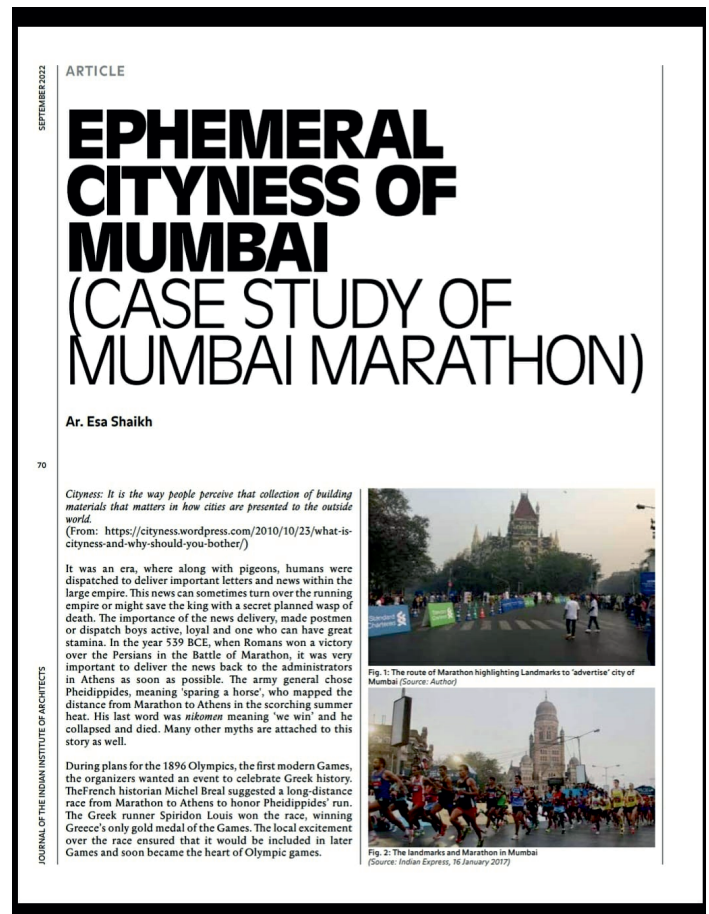 SEPTEMBER 2022
ARTICLE
EPHEMERAL
CITYNESS OF
MUMBAI
(CASE STUDY OF
MUMBAI MARATHON)
Ar. Esa Shaikh
70
Cityness: It is the way people perceive that collection of building
materials that matters in how cities are presented to the outside
world.
(From: https://cityness.wordpress.com/2010/10/23/what-is-
cityness-and-why-should-you-bother/)
It was an era, where along with pigeons, humans were
dispatched to deliver important letters and news within the
large empire. This news can sometimes turn over the running
empire or might save the king with a secret planned wasp of
death. The importance of the news delivery, made postmen
or dispatch boys active, loyal and one who can have great
stamina. In the year 539 BCE, when Romans won a victory
over the Persians in the Battle of Marathon, it was very
important to deliver the news back to the administrators
in Athens as soon as possible. The army general chose
Pheidippides, meaning 'sparing a horse', who mapped the
distance from Marathon to Athens in the scorching summer
heat. His last word was nikomen meaning 'we win' and he
collapsed and died. Many other myths are attached to this
story as well.
During plans for the 1896 Olympics, the first modern Games,
the organizers wanted an event to celebrate Greek history.
TheFrench historian Michel Breal suggested a long-distance
race from Marathon to Athens to honor Pheidippides' run.
The Greek runner Spiridon Louis won the race, winning
Greece's only gold medal of the Games. The local excitement
over the race ensured that it would be included in later
Games and soon became the heart of Olympic games.
Standard
Chartered
Fig. 1: The route of Marathon highlighting Landmarks to 'advertise' city of
Mumbai (Source: Author)
Fig. 2: The landmarks and Marathon in Mumbai
(Source: Indian Express, 16 January 2017)
JOURNAL OF THE INDIAN INSTITUTE OF ARCHITECTS